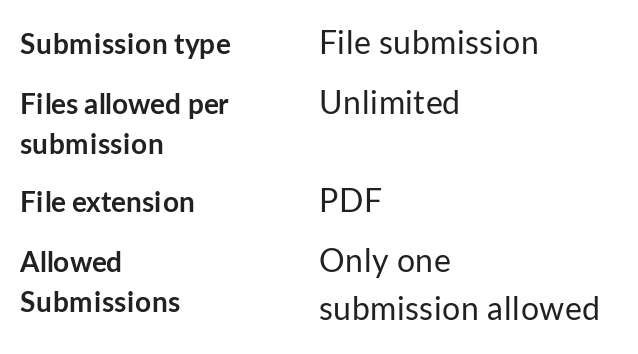 Submission type File submission
Files allowed per Unlimited
submission
File extension PDF
Allowed Only one
Submissions submission allowed